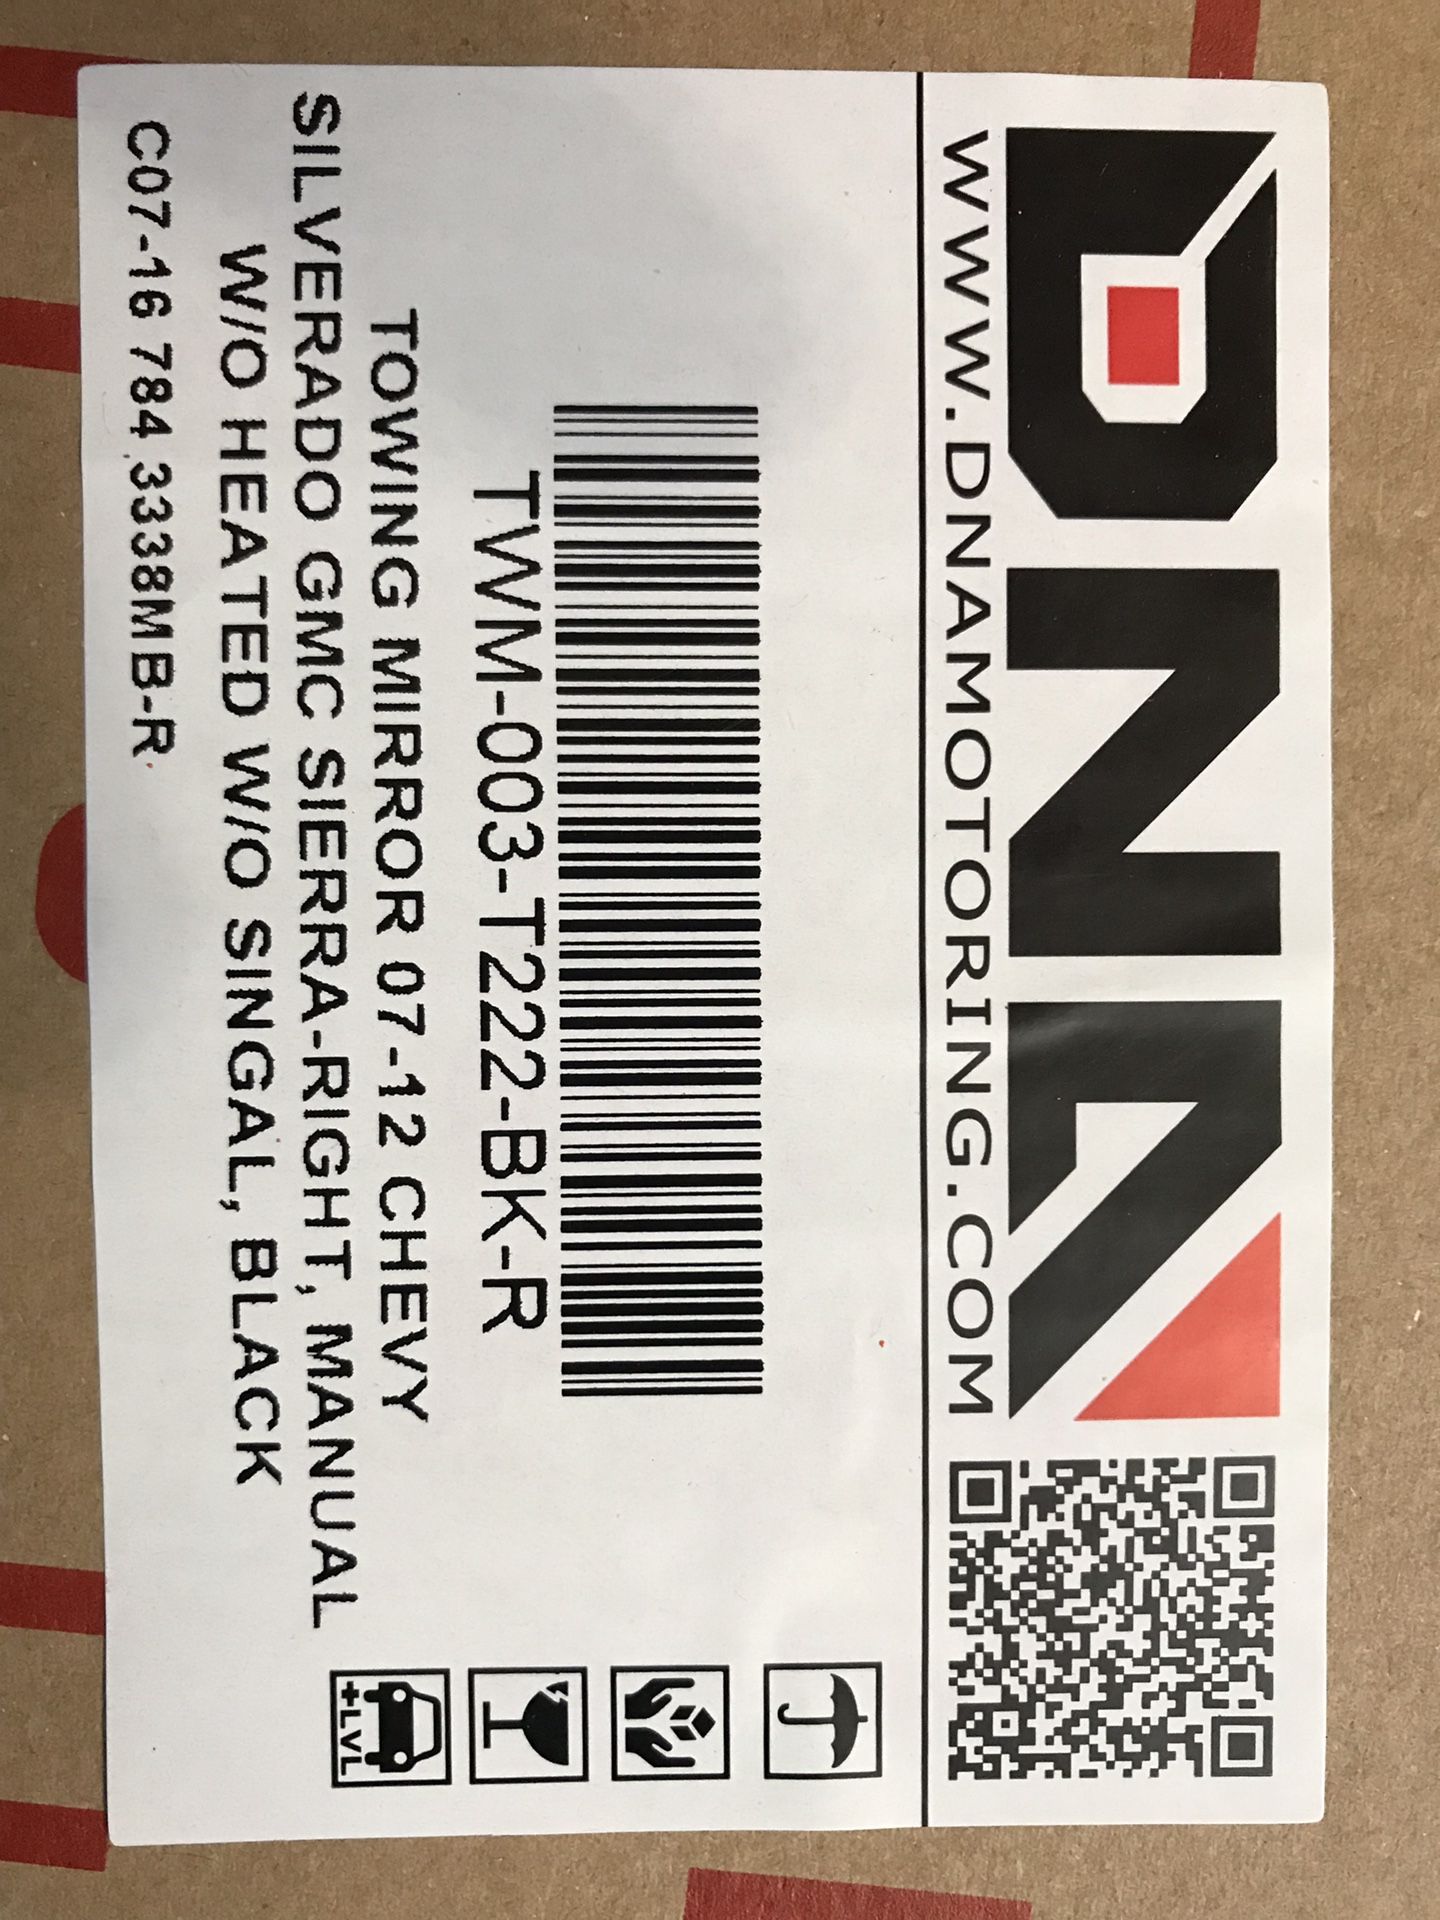 DNA
WWW.DNAMOTORING.COM
TWM-003-T222-BK-R
TOWING MIRROR 07-12 CHEVY
SILVERADO GMC SIERRA-RIGHT, MANUAL
W/O HEATED W/O SINGAL, BLACK
C07-16 784 3338MB-R
+LVL